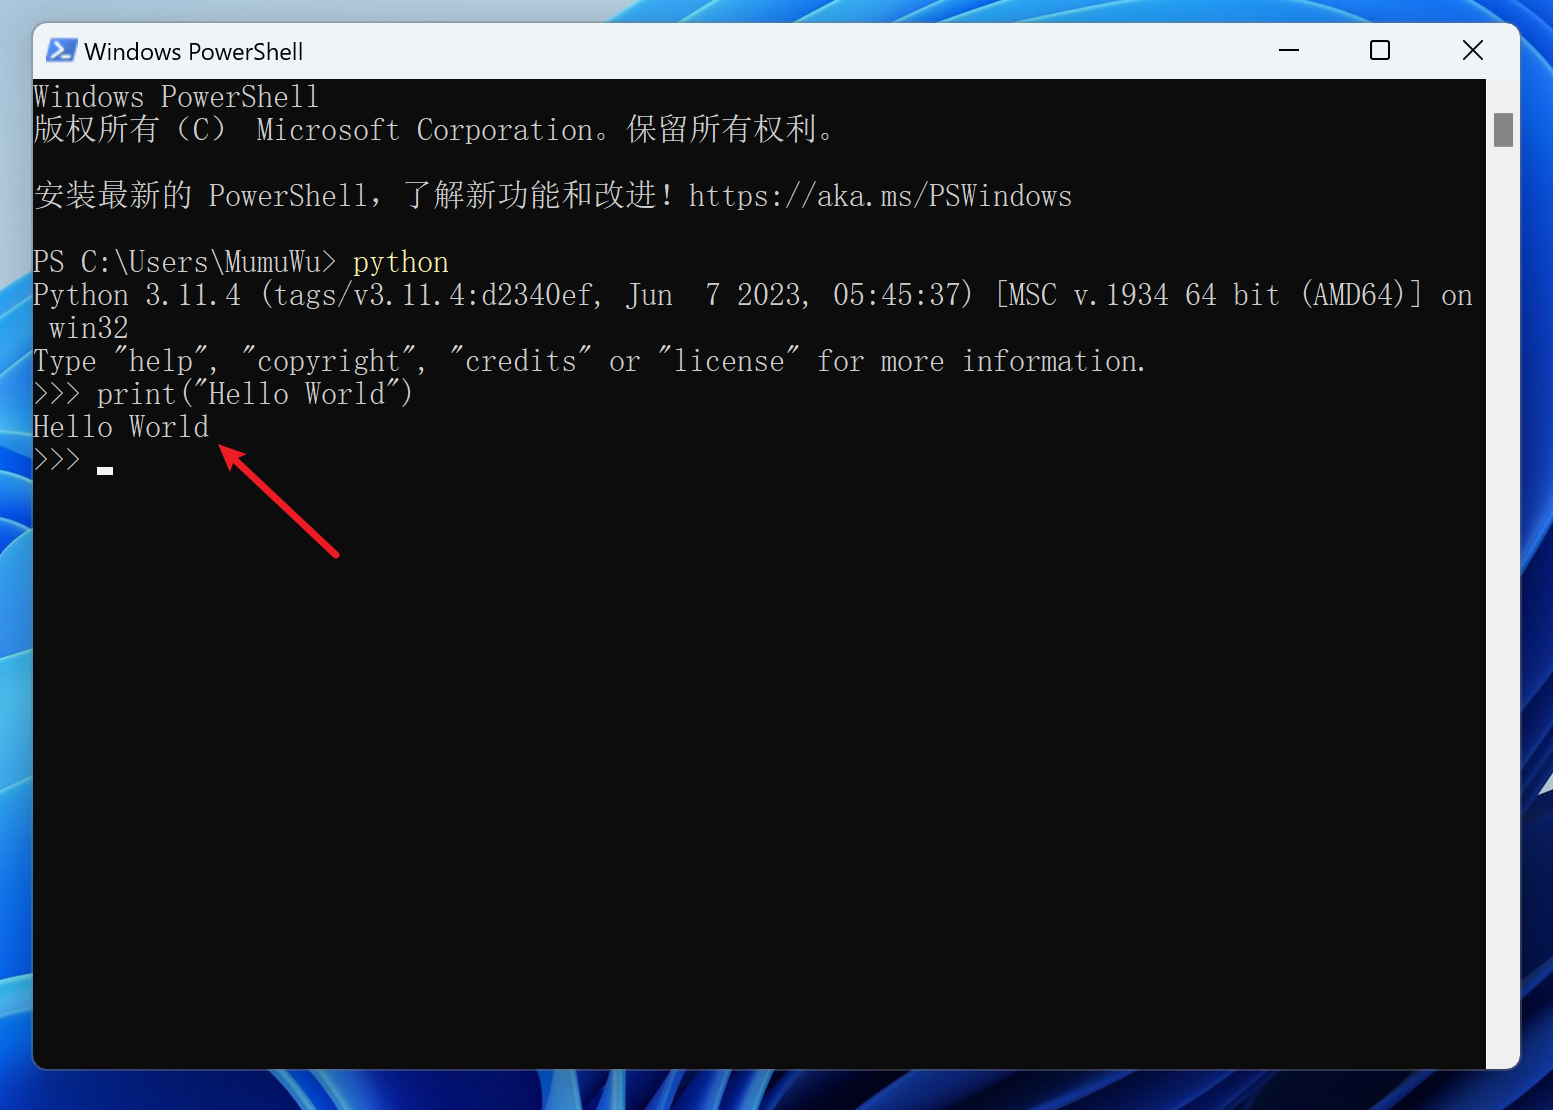 Windows PowerShell
Windows PowerShell
版权所有（C） Microsoft Corporation。保留所有权利。
安装最新的 PowerShell，了解新功能和改进！https://aka.ms/PSWindows
PS C:\Users\MumuWu> python
Python 3.11.4 (tags/v3.11.4:d2340ef, Jun  7 2023, 05:45:37) [MSC v.1934 64 bit (AMD64)] on
 win32
Type "help", "copyright", "credits" or "license" for more information.
>>> print("Hello World")
Hello World
>>>